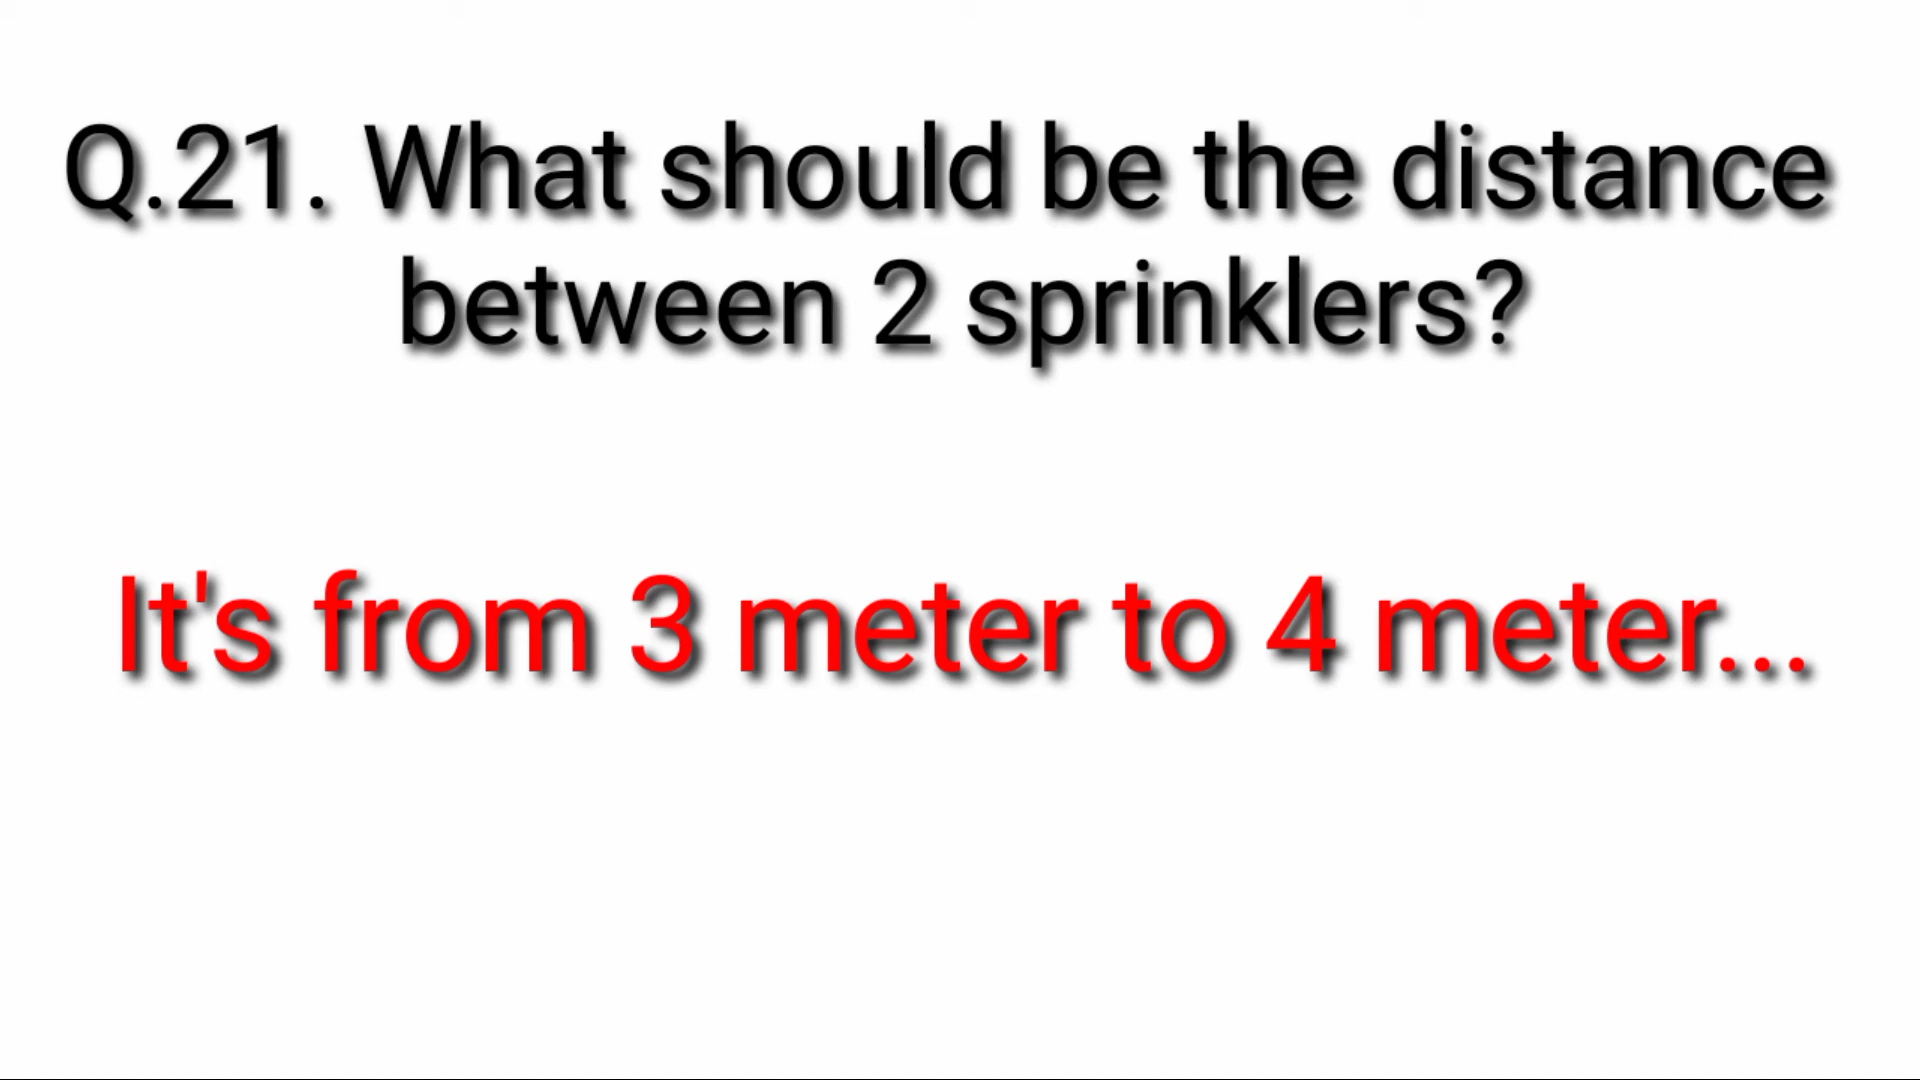 Q.21. What should be the distance
between 2 sprinklers?
It's from 3 meter to 4 meter...